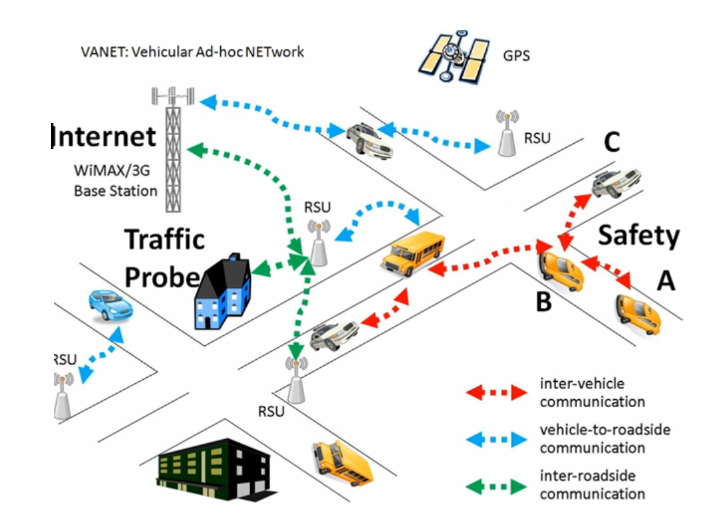 VANET: Vehicular Ad-hoc NETwork
GPS
Internet
WiMAX/3G
Base Station
RSU
C
RSU
Traffic
Probe
Safety
A
B
RSU
RSU
inter-vehicle
communication
vehicle-to-roadside
communication
inter-roadside
communication